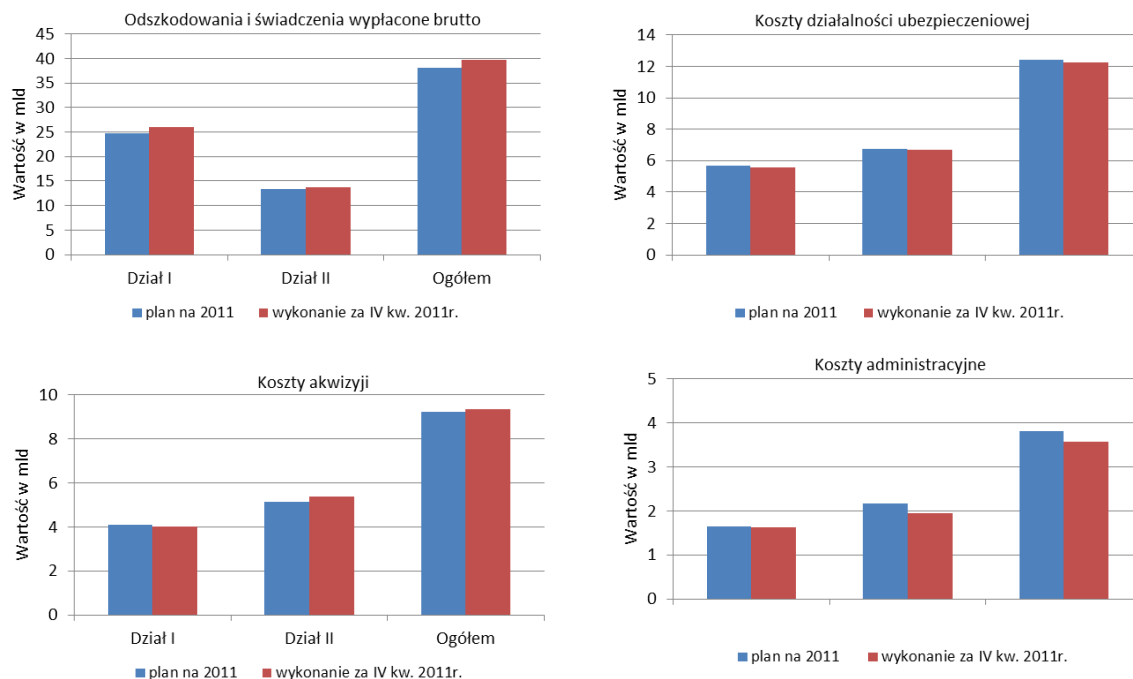 Odszkodowania i świadczenia wypłacone brutto
Wartość w mld
45
40
35
30
25
20
15
10
5
0
Dział I Dział II Ogółem
plan na 2011 wykonanie za IV kw. 2011r.
Koszty działalności ubezpieczeniowej
Wartość w mld
14
12
10
8
6
4
2
0
plan na 2011 wykonanie za IV kw. 2011r.
Koszty akwizyji
Wartość w mld
10
8
6
4
2
0
Dział I Dział II Ogółem
plan na 2011 wykonanie za IV kw. 2011r.
Koszty administracyjne
Wartość w mld
5
4
3
2
1
0
plan na 2011 wykonanie za IV kw. 2011r.